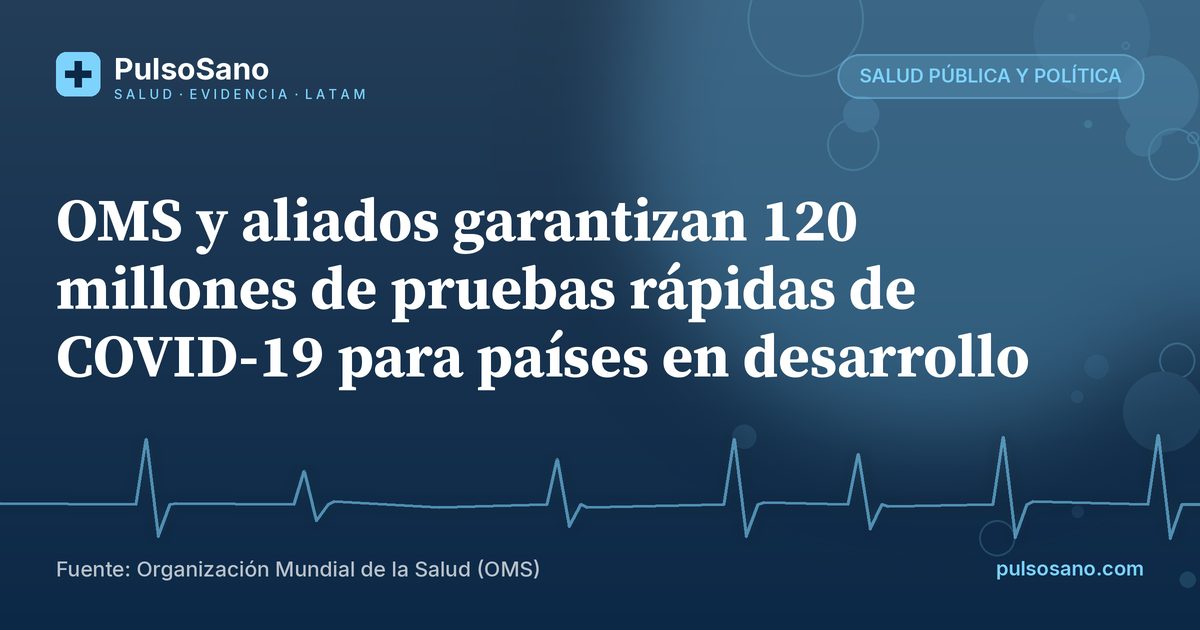 PulsoSano
SALUD · EVIDENCIA · LATAM
SALUD PÚBLICA Y POLÍTICA
OMS y aliados garantizan 120
millones de pruebas rápidas de
COVID-19 para países en desarrollo
Fuente: Organización Mundial de la Salud (OMS)
pulsosano.com